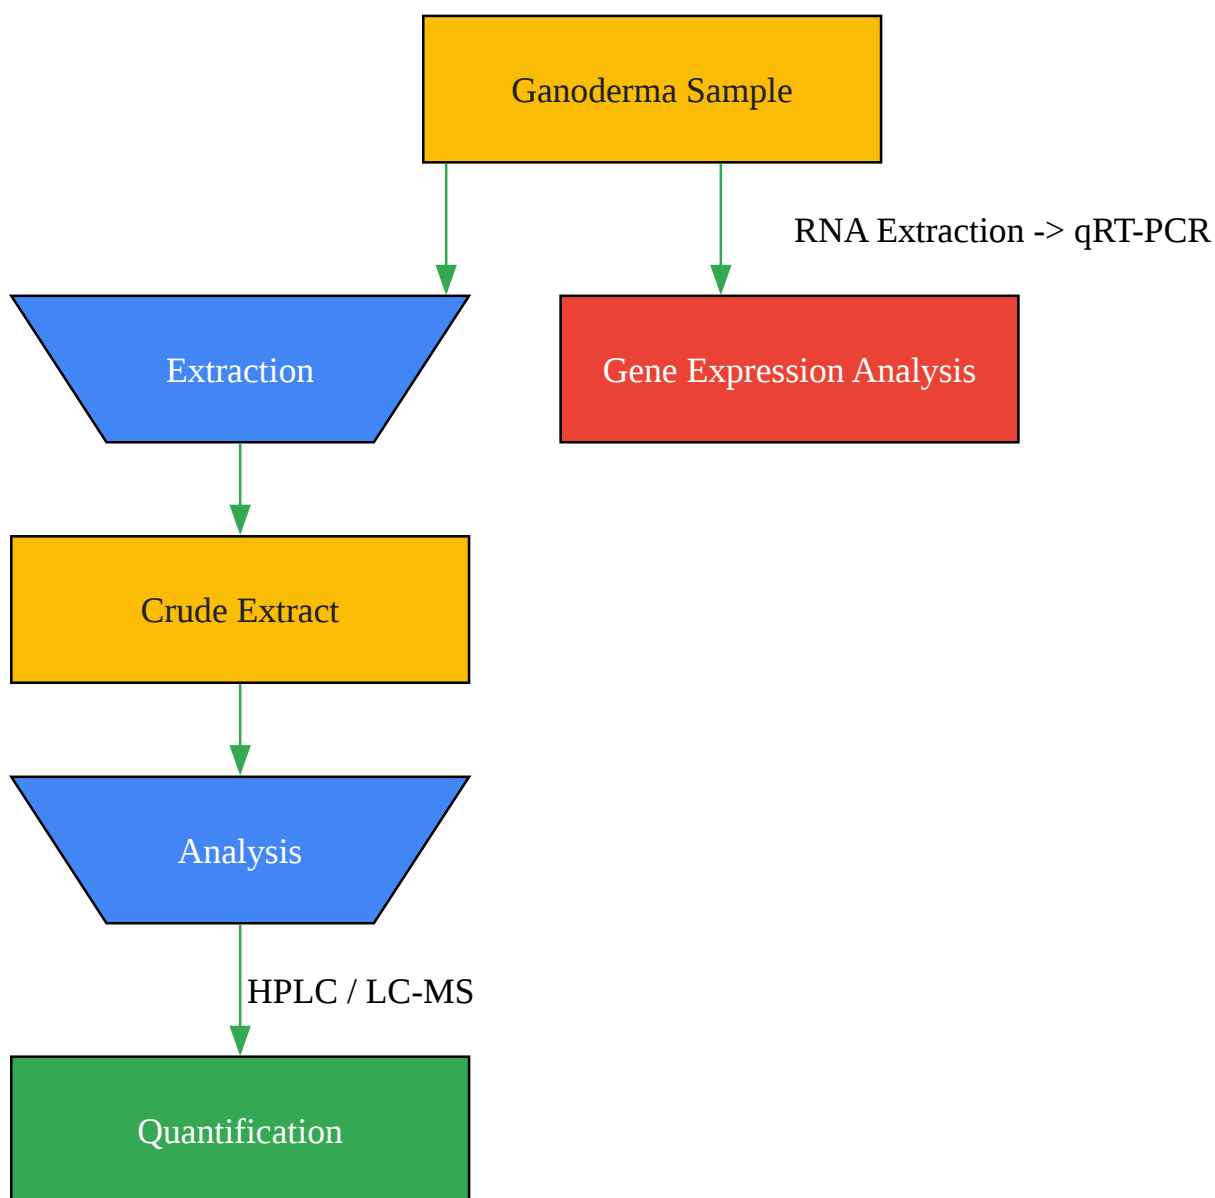 Ganoderma Sample
RNA Extraction -> qRT-PCR
Extraction
Gene Expression Analysis
Crude Extract
Analysis
HPLC / LC-MS
Quantification